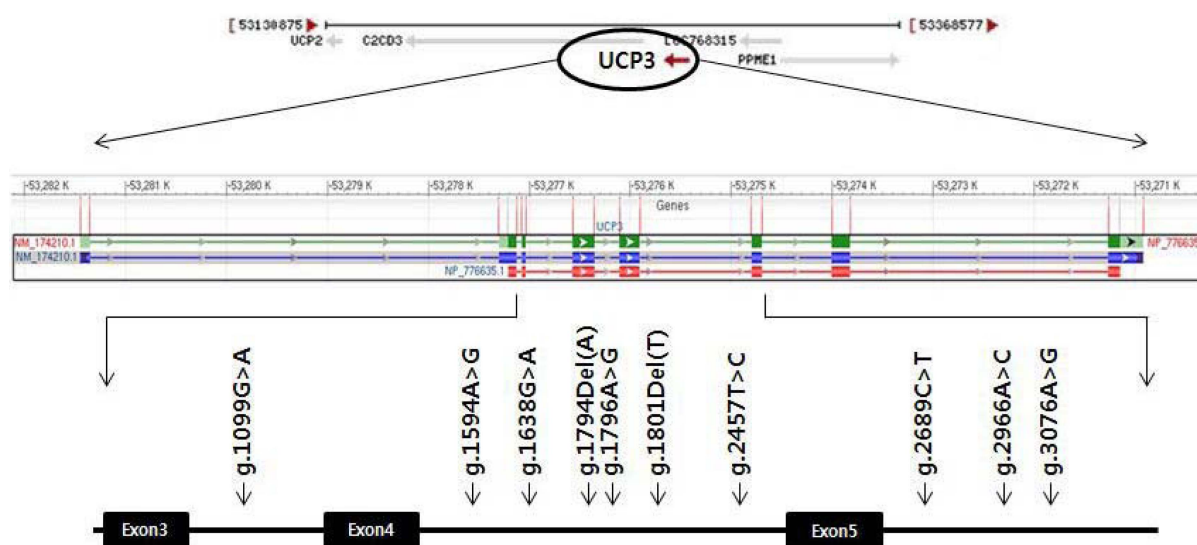 [ 53130875
[ 53368577
UCP2
C2CD3
LOC768315
UCP3
PPME1
-53,282 K
-53,281 K
-53,280 K
-53,279 K
-53,278 K
-53,277 K
-53,276 K
-53,275 K
-53,274 K
-53,273 K
-53,272 K
-53,271 K
Genes
UCP3
NM_174210.1
NP_776635
NM_174210.1
NP_776635.1
g.1099G>A
g.1594A>G
g.1638G>A
g.1794Del(A)
g.1796A>G
g.1801Del(T)
g.2457T>C
g.2689C>T
g.2966A>C
g.3076A>G
Exon3
Exon4
Exon5